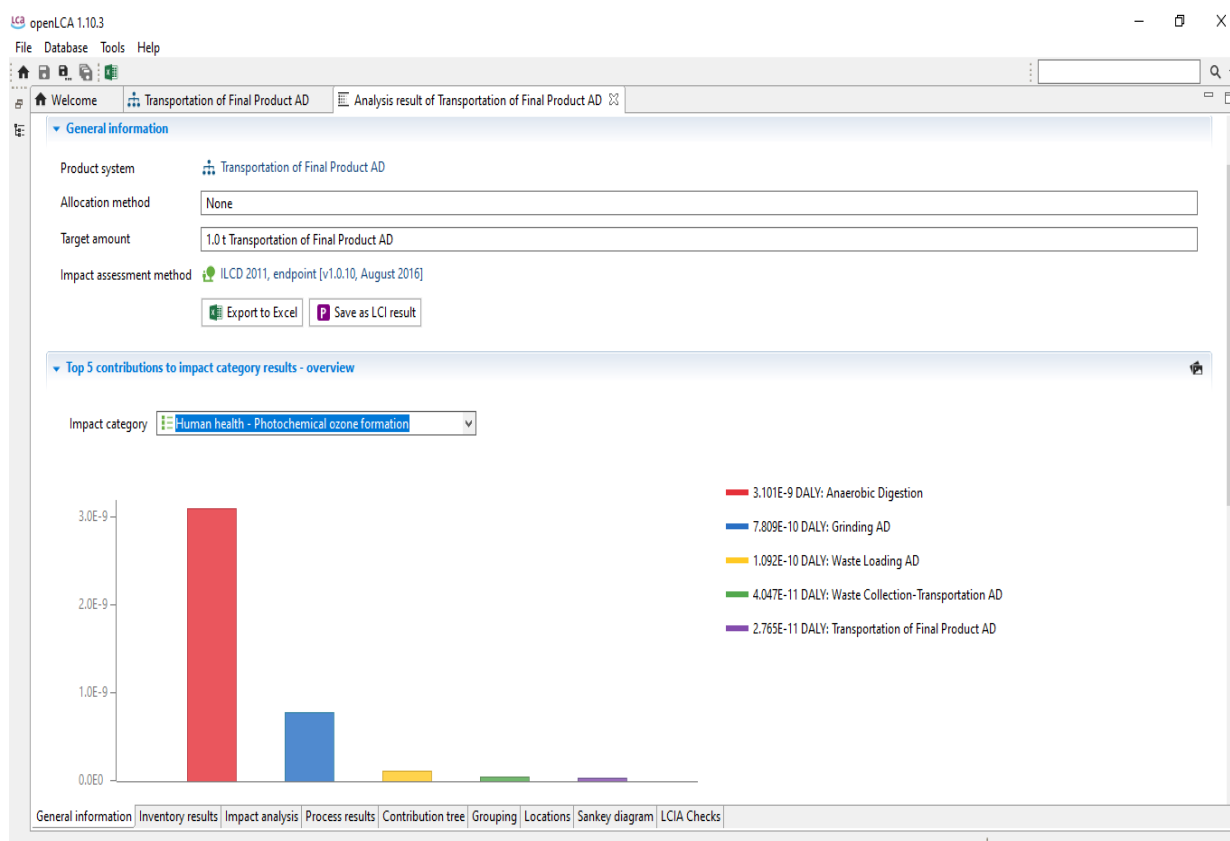 LCA openLCA 1.10.3
File Database Tools Help
Welcome Transportation of Final Product AD Analysis result of Transportation of Final Product AD
General information
Product system Transportation of Final Product AD
Allocation method None
Target amount 1.0 t Transportation of Final Product AD
Impact assessment method ILCD 2011, endpoint [v1.0.10, August 2016]
Export to Excel P Save as LCI result
Top 5 contributions to impact category results - overview
Impact category Human health - Photochemical ozone formation
3.0E-9
2.0E-9
1.0E-9
0.0E0
3.101E-9 DALY: Anaerobic Digestion
7.809E-10 DALY: Grinding AD
1.092E-10 DALY: Waste Loading AD
4.047E-11 DALY: Waste Collection-Transportation AD
2.765E-11 DALY: Transportation of Final Product AD
General information Inventory results Impact analysis Process results Contribution tree Grouping Locations Sankey diagram LCIA Checks